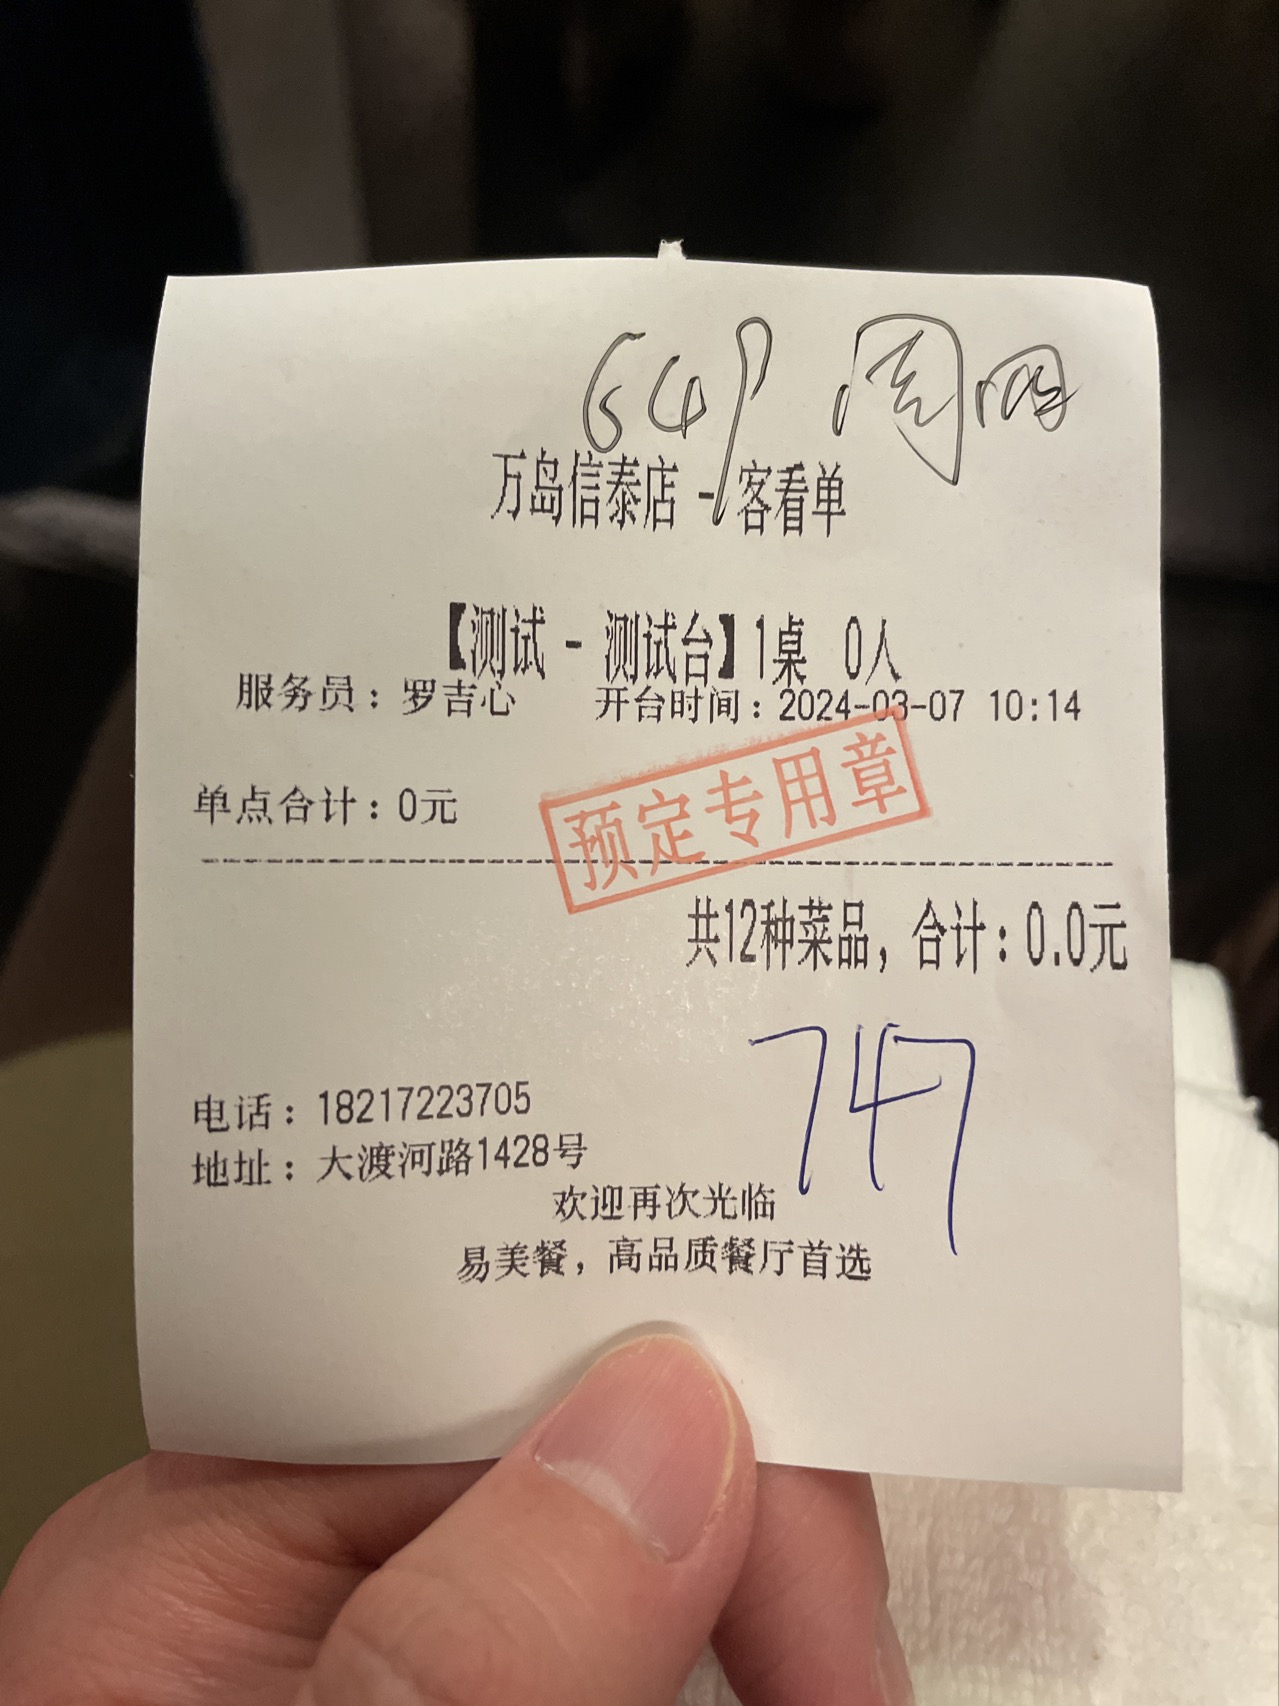 649 周
万岛信泰店 - 客看单
【测试 - 测试台】1桌 0人
服务员：罗吉心 开台时间：2024-03-07 10:14
预定专用章
单点合计：0元
共12种菜品，合计：0.0元
747
电话：18217223705
地址：大渡河路1428号
欢迎再次光临
易美餐，高品质餐厅首选